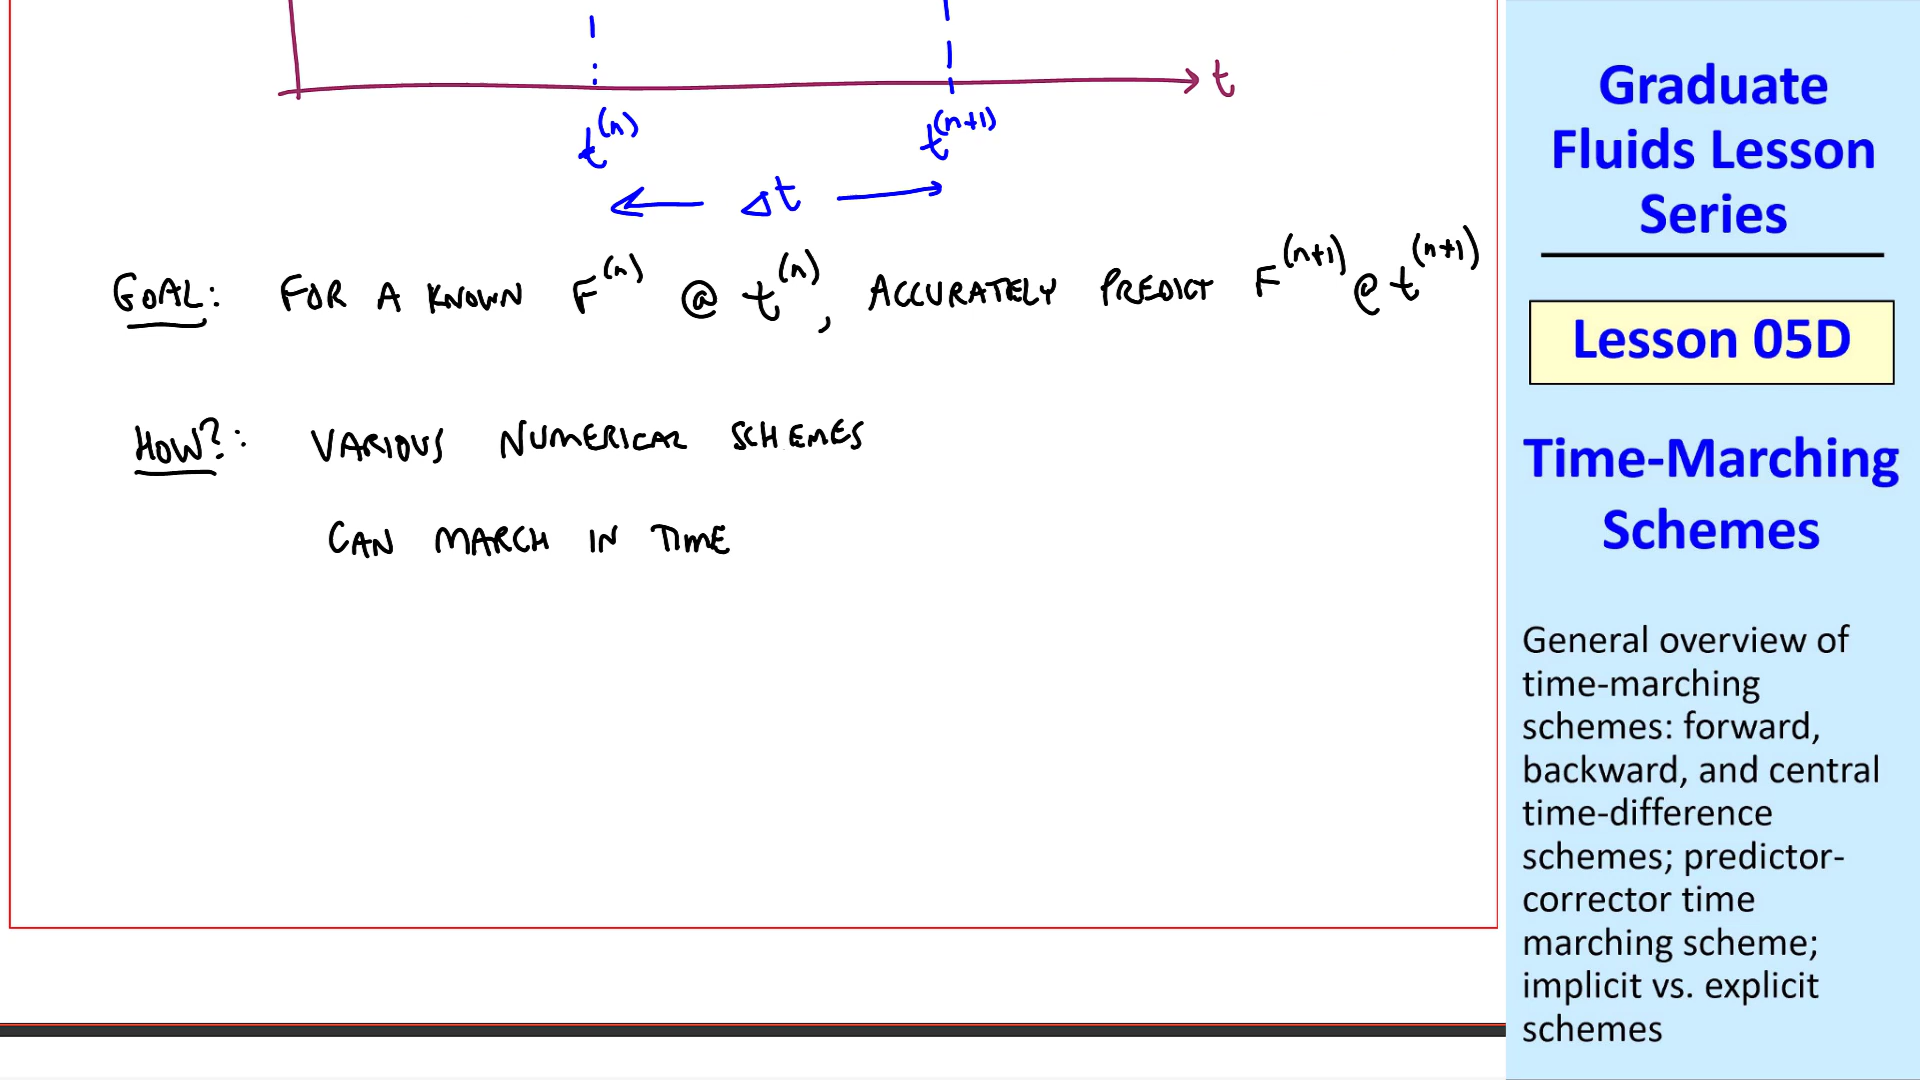 t
t^(n)
t^(n+1)
Δt
GOAL: FOR A KNOWN F^(n) @ t^(n), ACCURATELY PREDICT F^(n+1) @ t^(n+1)
HOW?: VARIOUS NUMERICAL SCHEMES
CAN MARCH IN TIME
Graduate
Fluids Lesson
Series
Lesson 05D
Time-Marching
Schemes
General overview of
time-marching
schemes: forward,
backward, and central
time-difference
schemes; predictor-
corrector time
marching scheme;
implicit vs. explicit
schemes